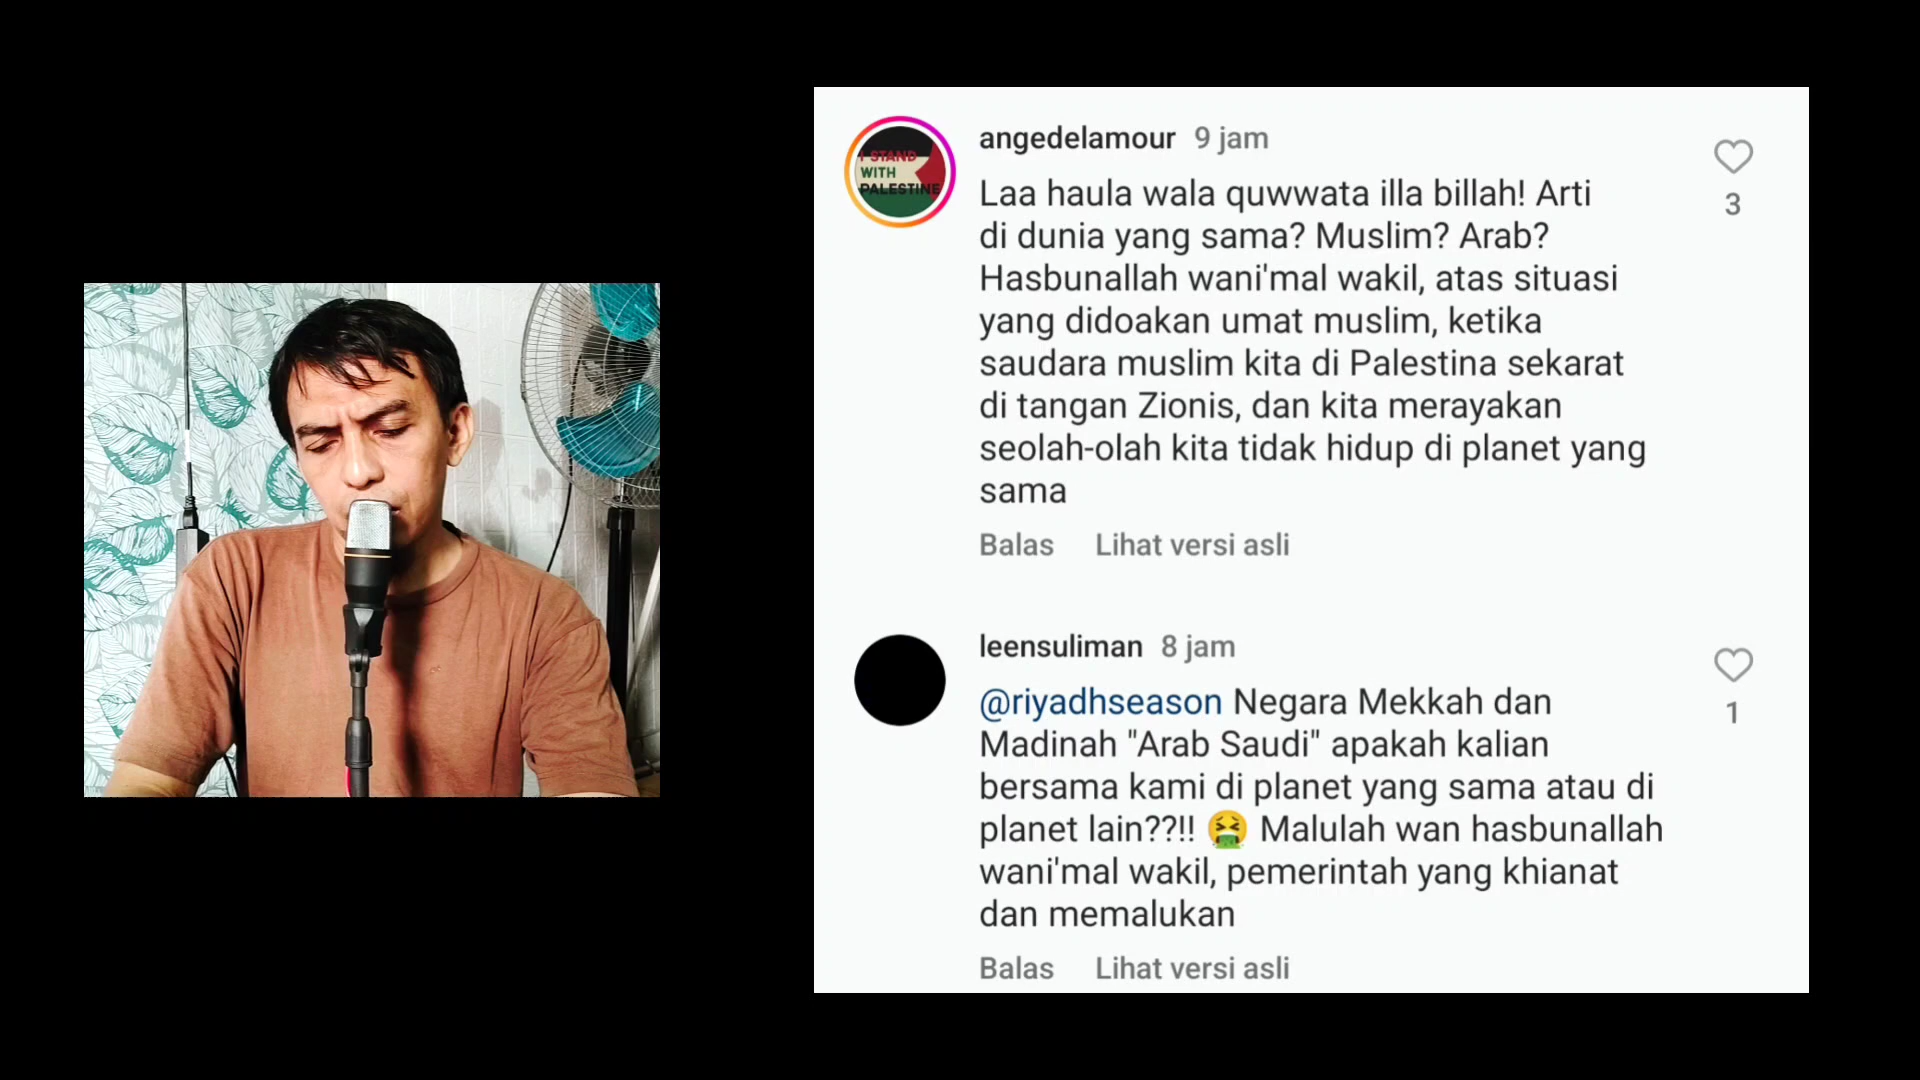 I STAND
WITH
PALESTINE
angedelamour 9 jam
Laa haula wala quwwata illa billah! Arti
di dunia yang sama? Muslim? Arab?
Hasbunallah wani'mal wakil, atas situasi
yang didoakan umat muslim, ketika
saudara muslim kita di Palestina sekarat
di tangan Zionis, dan kita merayakan
seolah-olah kita tidak hidup di planet yang
sama
3
Balas Lihat versi asli
leensuliman 8 jam
@riyadhseason Negara Mekkah dan
Madinah "Arab Saudi" apakah kalian
bersama kami di planet yang sama atau di
planet lain??!! 🤮 Malulah wan hasbunallah
wani'mal wakil, pemerintah yang khianat
dan memalukan
1
Balas Lihat versi asli